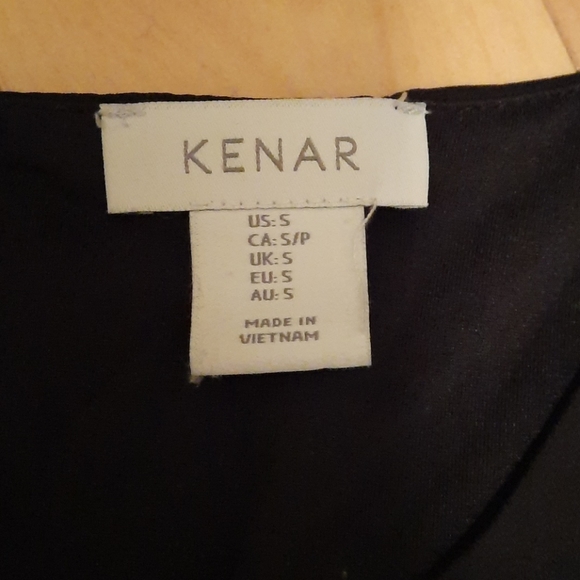 KENAR
US: S
CA: S/P
UK: S
EU: S
AU: S
MADE IN
VIETNAM